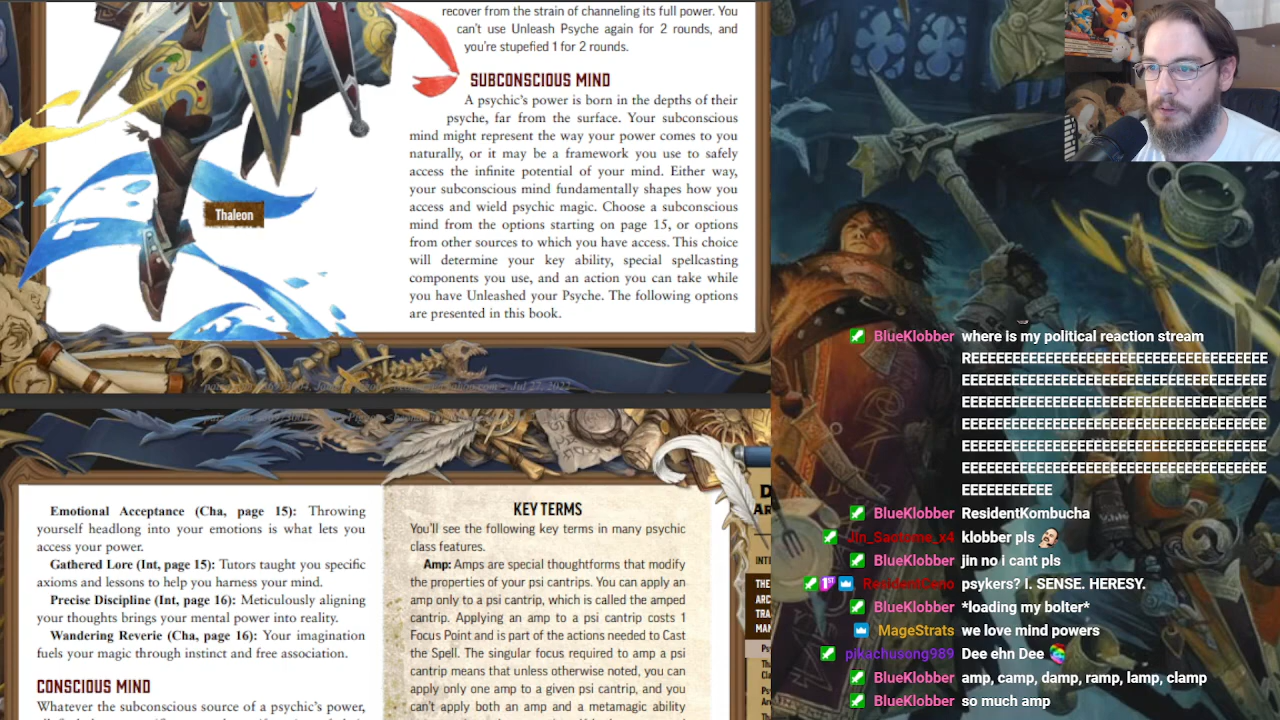 recover from the strain of channeling its full power. You
can't use Unleash Psyche again for 2 rounds, and
you're stupefied 1 for 2 rounds.
SUBCONSCIOUS MIND
A psychic's power is born in the depths of their
psyche, far from the surface. Your subconscious
mind might represent the way your power comes to you
naturally, or it may be a framework you use to safely
access the infinite potential of your mind. Either way,
your subconscious mind fundamentally shapes how you
access and wield psychic magic. Choose a subconscious
mind from the options starting on page 15, or options
from other sources to which you have access. This choice
will determine your key ability, special spellcasting
components you use, and an action you can take while
you have Unleashed your Psyche. The following options
are presented in this book.
Thaleon
Emotional Acceptance (Cha, page 15): Throwing
yourself headlong into your emotions is what lets you
access your power.
Gathered Lore (Int, page 15): Tutors taught you specific
axioms and lessons to help you harness your mind.
Precise Discipline (Int, page 16): Meticulously aligning
your thoughts brings your mental power into reality.
Wandering Reverie (Cha, page 16): Your imagination
fuels your magic through instinct and free association.
CONSCIOUS MIND
Whatever the subconscious source of a psychic's power,
KEY TERMS
You'll see the following key terms in many psychic
class features.
Amp: Amps are special thoughtforms that modify
the properties of your psi cantrips. You can apply an
amp only to a psi cantrip, which is called the amped
cantrip. Applying an amp to a psi cantrip costs 1
Focus Point and is part of the actions needed to Cast
the Spell. The singular focus required to amp a psi
cantrip means that unless otherwise noted, you can
apply only one amp to a given psi cantrip, and you
can't apply both an amp and a metamagic ability
BlueKlobber where is my political reaction stream
REEEEEEEEEEEEEEEEEEEEEEEEEEEEEEEEEEE
EEEEEEEEEEEEEEEEEEEEEEEEEEEEEEEEEEEE
EEEEEEEEEEEEEEEEEEEEEEEEEEEEEEEEEEEE
EEEEEEEEEEEEEEEEEEEEEEEEEEEEEEEEEEEE
EEEEEEEEEEEEEEEEEEEEEEEEEEEEEEEEEEEE
EEEEEEEEEEEEEEEEEEEEEEEEEEEEEEEEEEEE
EEEEEEEEEEE
BlueKlobber ResidentKombucha
Jin_Saotome_x4 klobber pls
BlueKlobber jin no i cant pls
ResidentCeno psykers? I. SENSE. HERESY.
BlueKlobber *loading my bolter*
MageStrats we love mind powers
pikachusong989 Dee ehn Dee
BlueKlobber amp, camp, damp, ramp, lamp, clamp
BlueKlobber so much amp